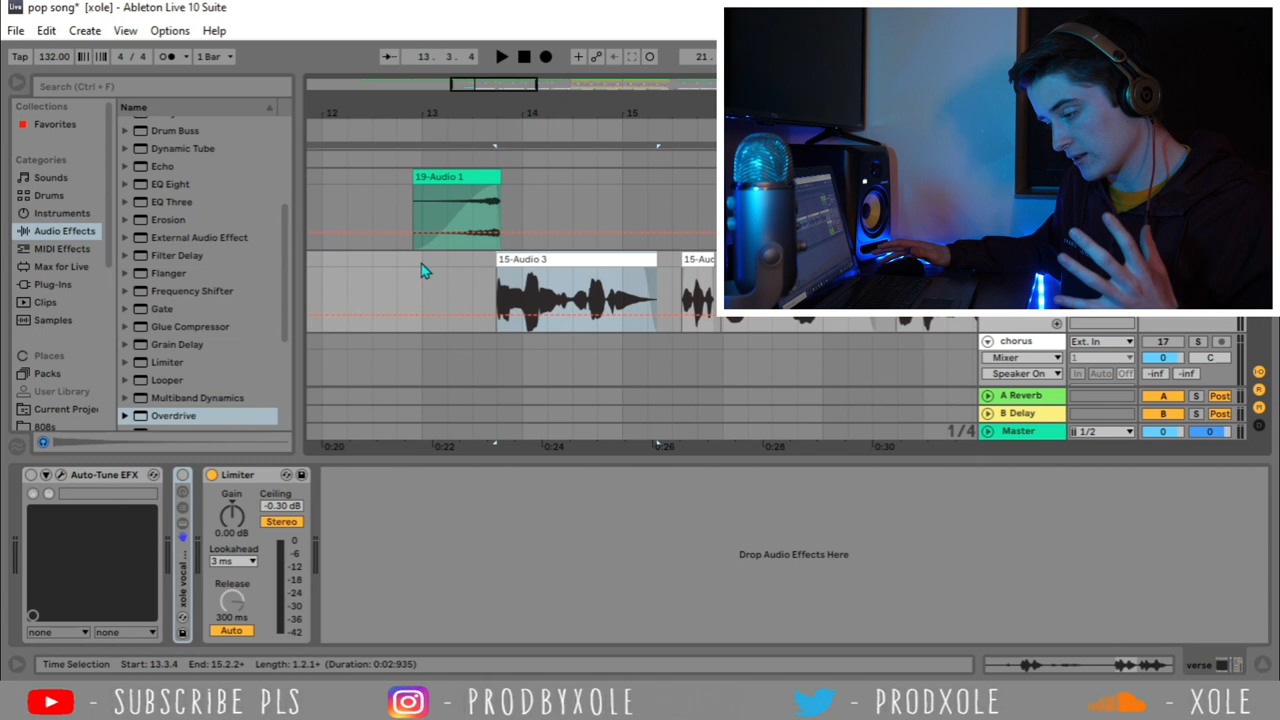 pop song* [xole] - Ableton Live 10 Suite
File Edit Create View Options Help
Tap 132.00 4 / 4 1 Bar 13. 3. 4 21.
Search (Ctrl + F)
Collections
Favorites
Categories
Sounds
Drums
Instruments
Audio Effects
MIDI Effects
Max for Live
Plug-Ins
Clips
Samples
Places
Packs
User Library
Current Projec
808s
Name
Drum Buss
Dynamic Tube
Echo
EQ Eight
EQ Three
Erosion
External Audio Effect
Filter Delay
Flanger
Frequency Shifter
Gate
Glue Compressor
Grain Delay
Limiter
Looper
Multiband Dynamics
Overdrive
12 13 14 15
19-Audio 1
15-Audio 3 15-Auc
chorus Ext. In 17 S
Mixer 1 0 C
Speaker On In Auto Off -inf -inf
A Reverb A S Post
B Delay B S Post
1/4 Master 1/2 0 0
0:20 0:22 0:24 0:26 0:28 0:30
Auto-Tune EFX
none none
xole vocal ...
Limiter
Gain Ceiling
-0.30 dB
Stereo
0.00 dB
Lookahead
3 ms
Release
300 ms
Auto
0
-6
-12
-18
-24
-30
-36
-42
Drop Audio Effects Here
Time Selection Start: 13.3.4 End: 15.2.2+ Length: 1.2.1+ (Duration: 0:02:935)
verse
- SUBSCRIBE PLS - PRODBYXOLE - PRODXOLE - XOLE